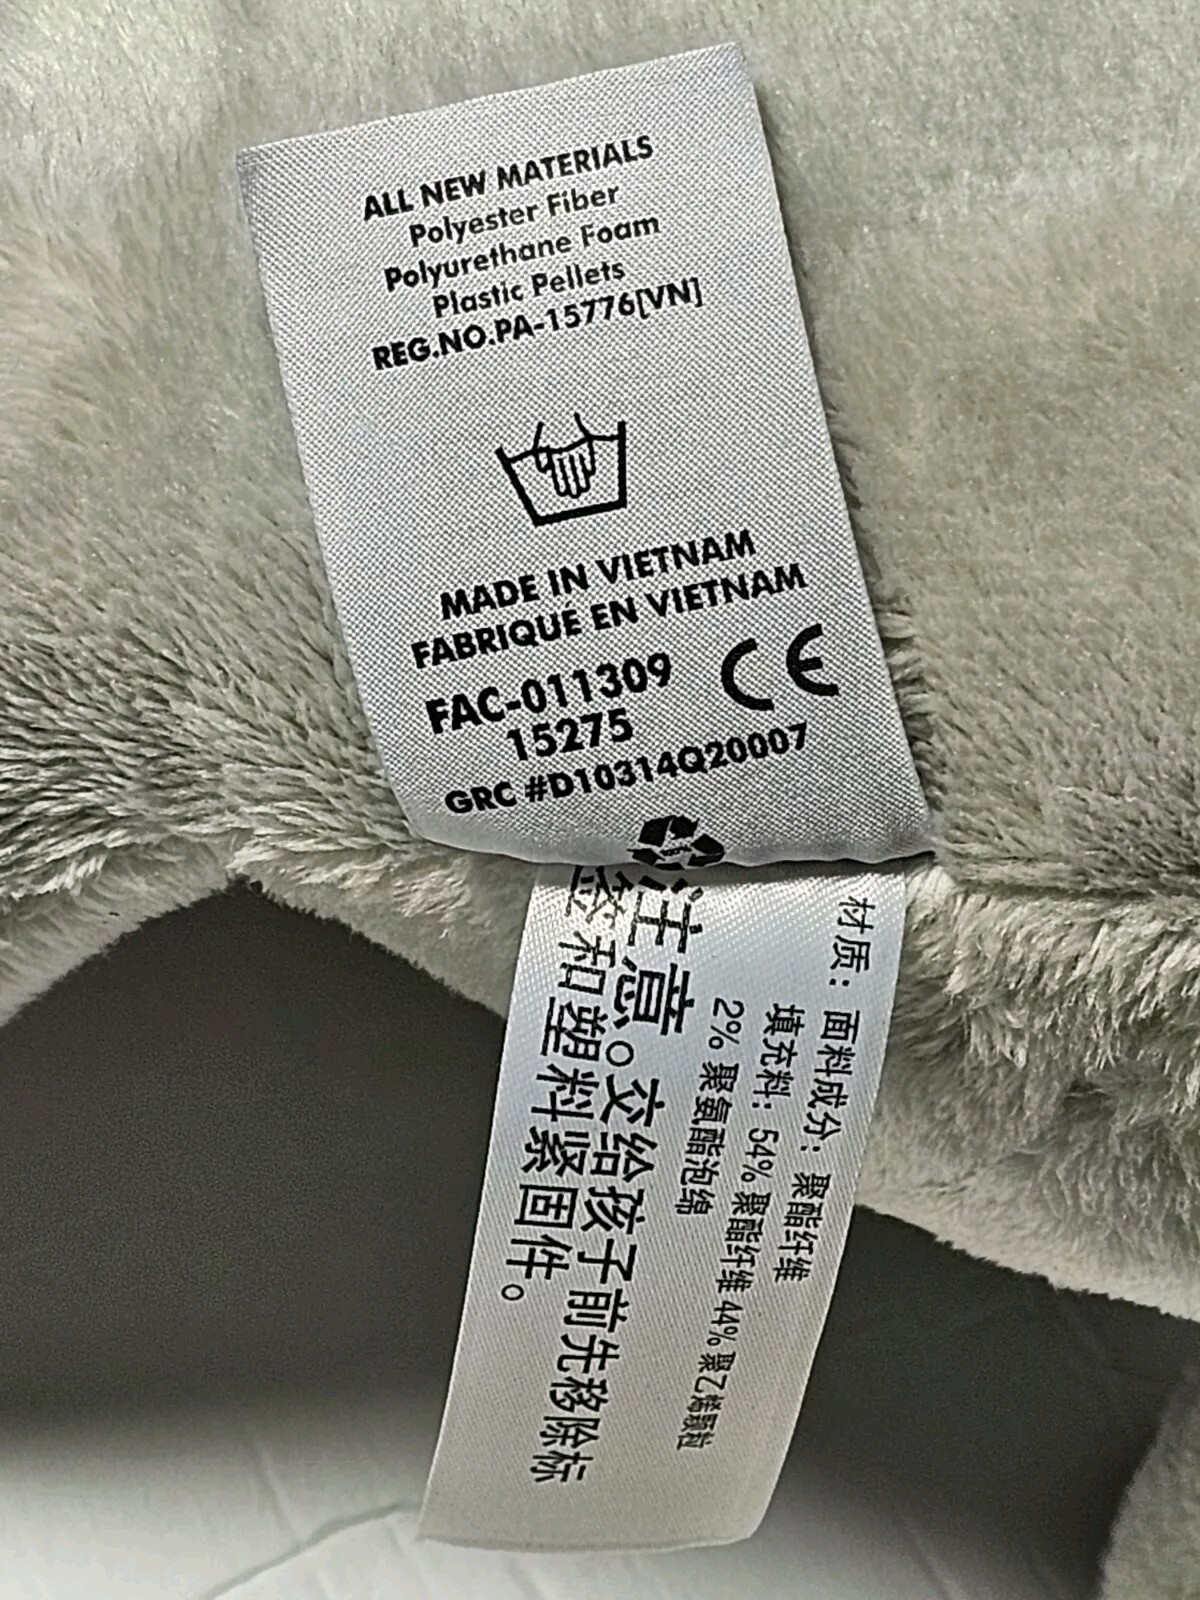 ALL NEW MATERIALS
Polyester Fiber
Polyurethane Foam
Plastic Pellets
REG.NO.PA-15776[VN]
MADE IN VIETNAM
FABRIQUE EN VIETNAM
FAC-011309
CE
15275
GRC #D10314Q20007
材质: 面料成分: 聚酯纤维
填充料: 54% 聚酯纤维 44% 聚乙烯颗粒
2% 聚氨酯泡绵
注意。交给孩子前先移除标
签和塑料紧固件。